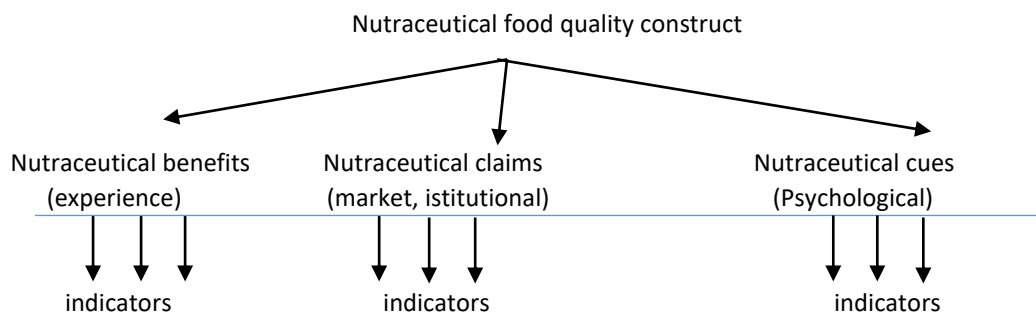 Nutraceutical food quality construct
Nutraceutical benefits
(experience)
Nutraceutical claims
(market, istitutional)
Nutraceutical cues
(Psychological)
indicators
indicators
indicators